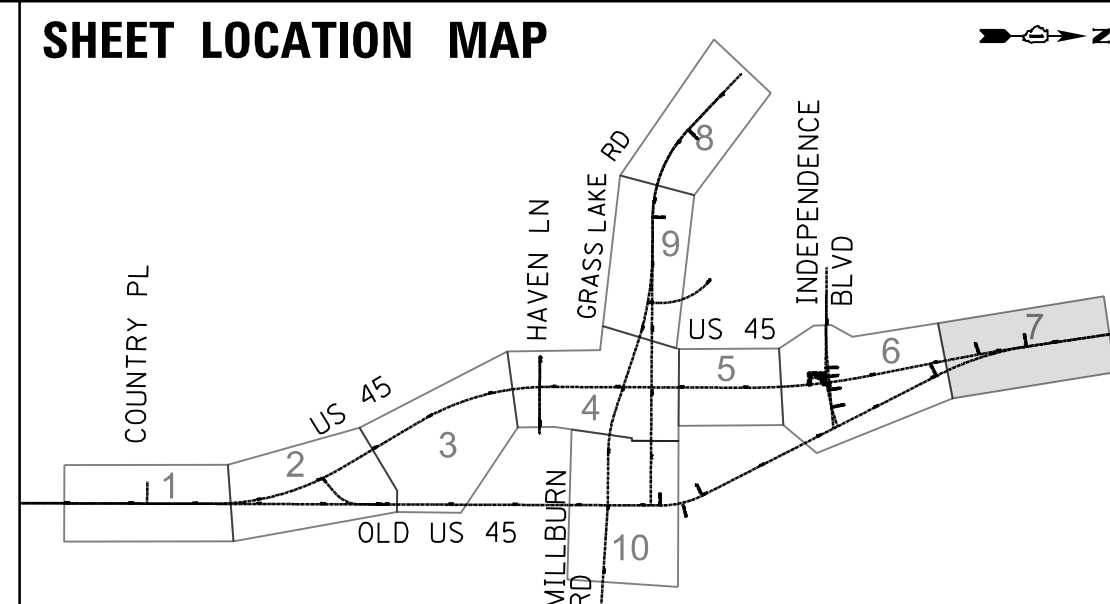 SHEET LOCATION MAP
N
8
GRASS LAKE RD
9
INDEPENDENCE
BLVD
HAVEN LN
COUNTRY PL
US 45
US 45
7
6
5
4
3
2
1
OLD US 45
MILLBURN
RD
10